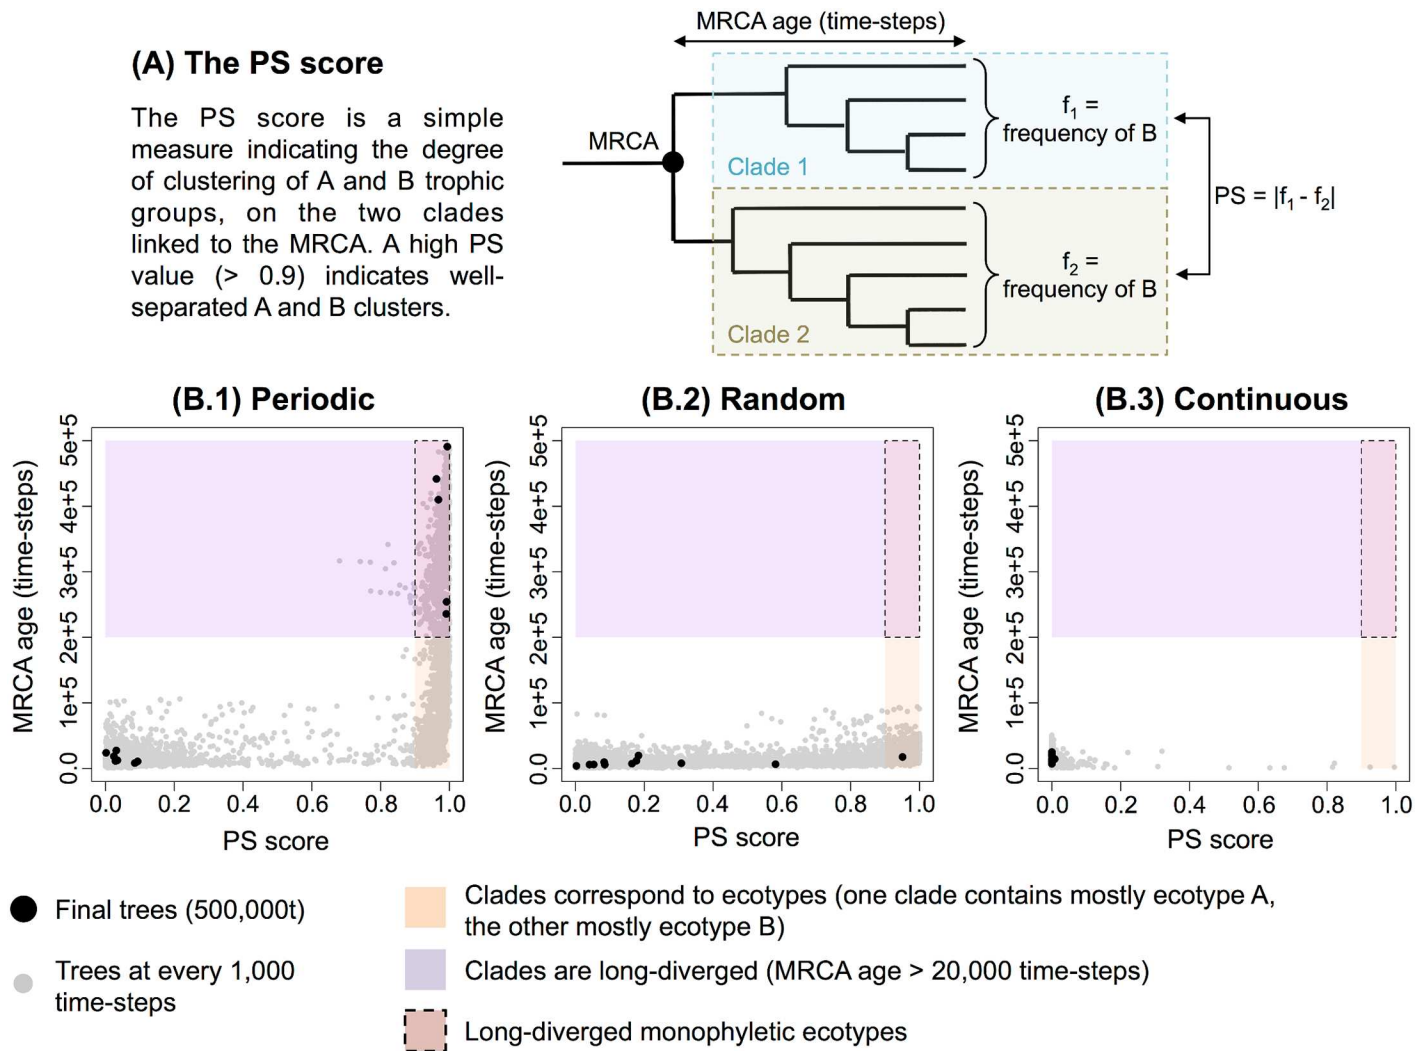 (A) The PS score
The PS score is a simple
measure indicating the degree
of clustering of A and B trophic
groups, on the two clades
linked to the MRCA. A high PS
value (> 0.9) indicates well-
separated A and B clusters.
MRCA age (time-steps)
MRCA
Clade 1
f₁ =
frequency of B
Clade 2
f₂ =
frequency of B
PS = |f₁ - f₂|
(B.1) Periodic
MRCA age (time-steps)
5e+5
4e+5
3e+5
2e+5
1e+5
0.0
0.0 0.2 0.4 0.6 0.8 1.0
PS score
(B.2) Random
MRCA age (time-steps)
5e+5
4e+5
3e+5
2e+5
1e+5
0.0
0.0 0.2 0.4 0.6 0.8 1.0
PS score
(B.3) Continuous
MRCA age (time-steps)
5e+5
4e+5
3e+5
2e+5
1e+5
0.0
0.0 0.2 0.4 0.6 0.8 1.0
PS score
Final trees (500,000t)
Trees at every 1,000
time-steps
Clades correspond to ecotypes (one clade contains mostly ecotype A,
the other mostly ecotype B)
Clades are long-diverged (MRCA age > 20,000 time-steps)
Long-diverged monophyletic ecotypes